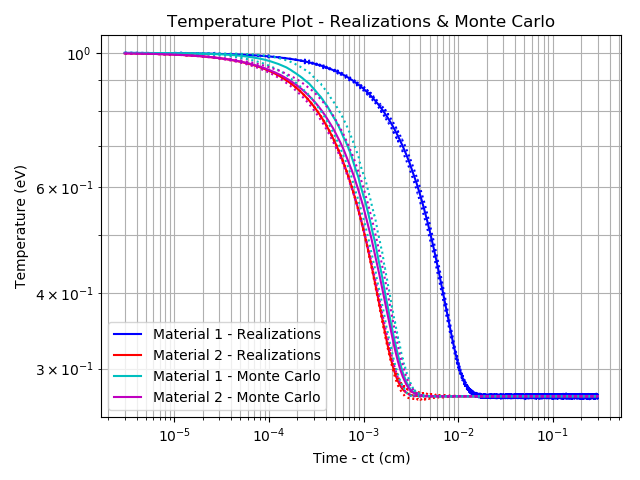 Temperature Plot - Realizations & Monte Carlo
Temperature (eV)
10⁰
6 × 10⁻¹
4 × 10⁻¹
3 × 10⁻¹
Material 1 - Realizations
Material 2 - Realizations
Material 1 - Monte Carlo
Material 2 - Monte Carlo
10⁻⁵ 10⁻⁴ 10⁻³ 10⁻² 10⁻¹
Time - ct (cm)